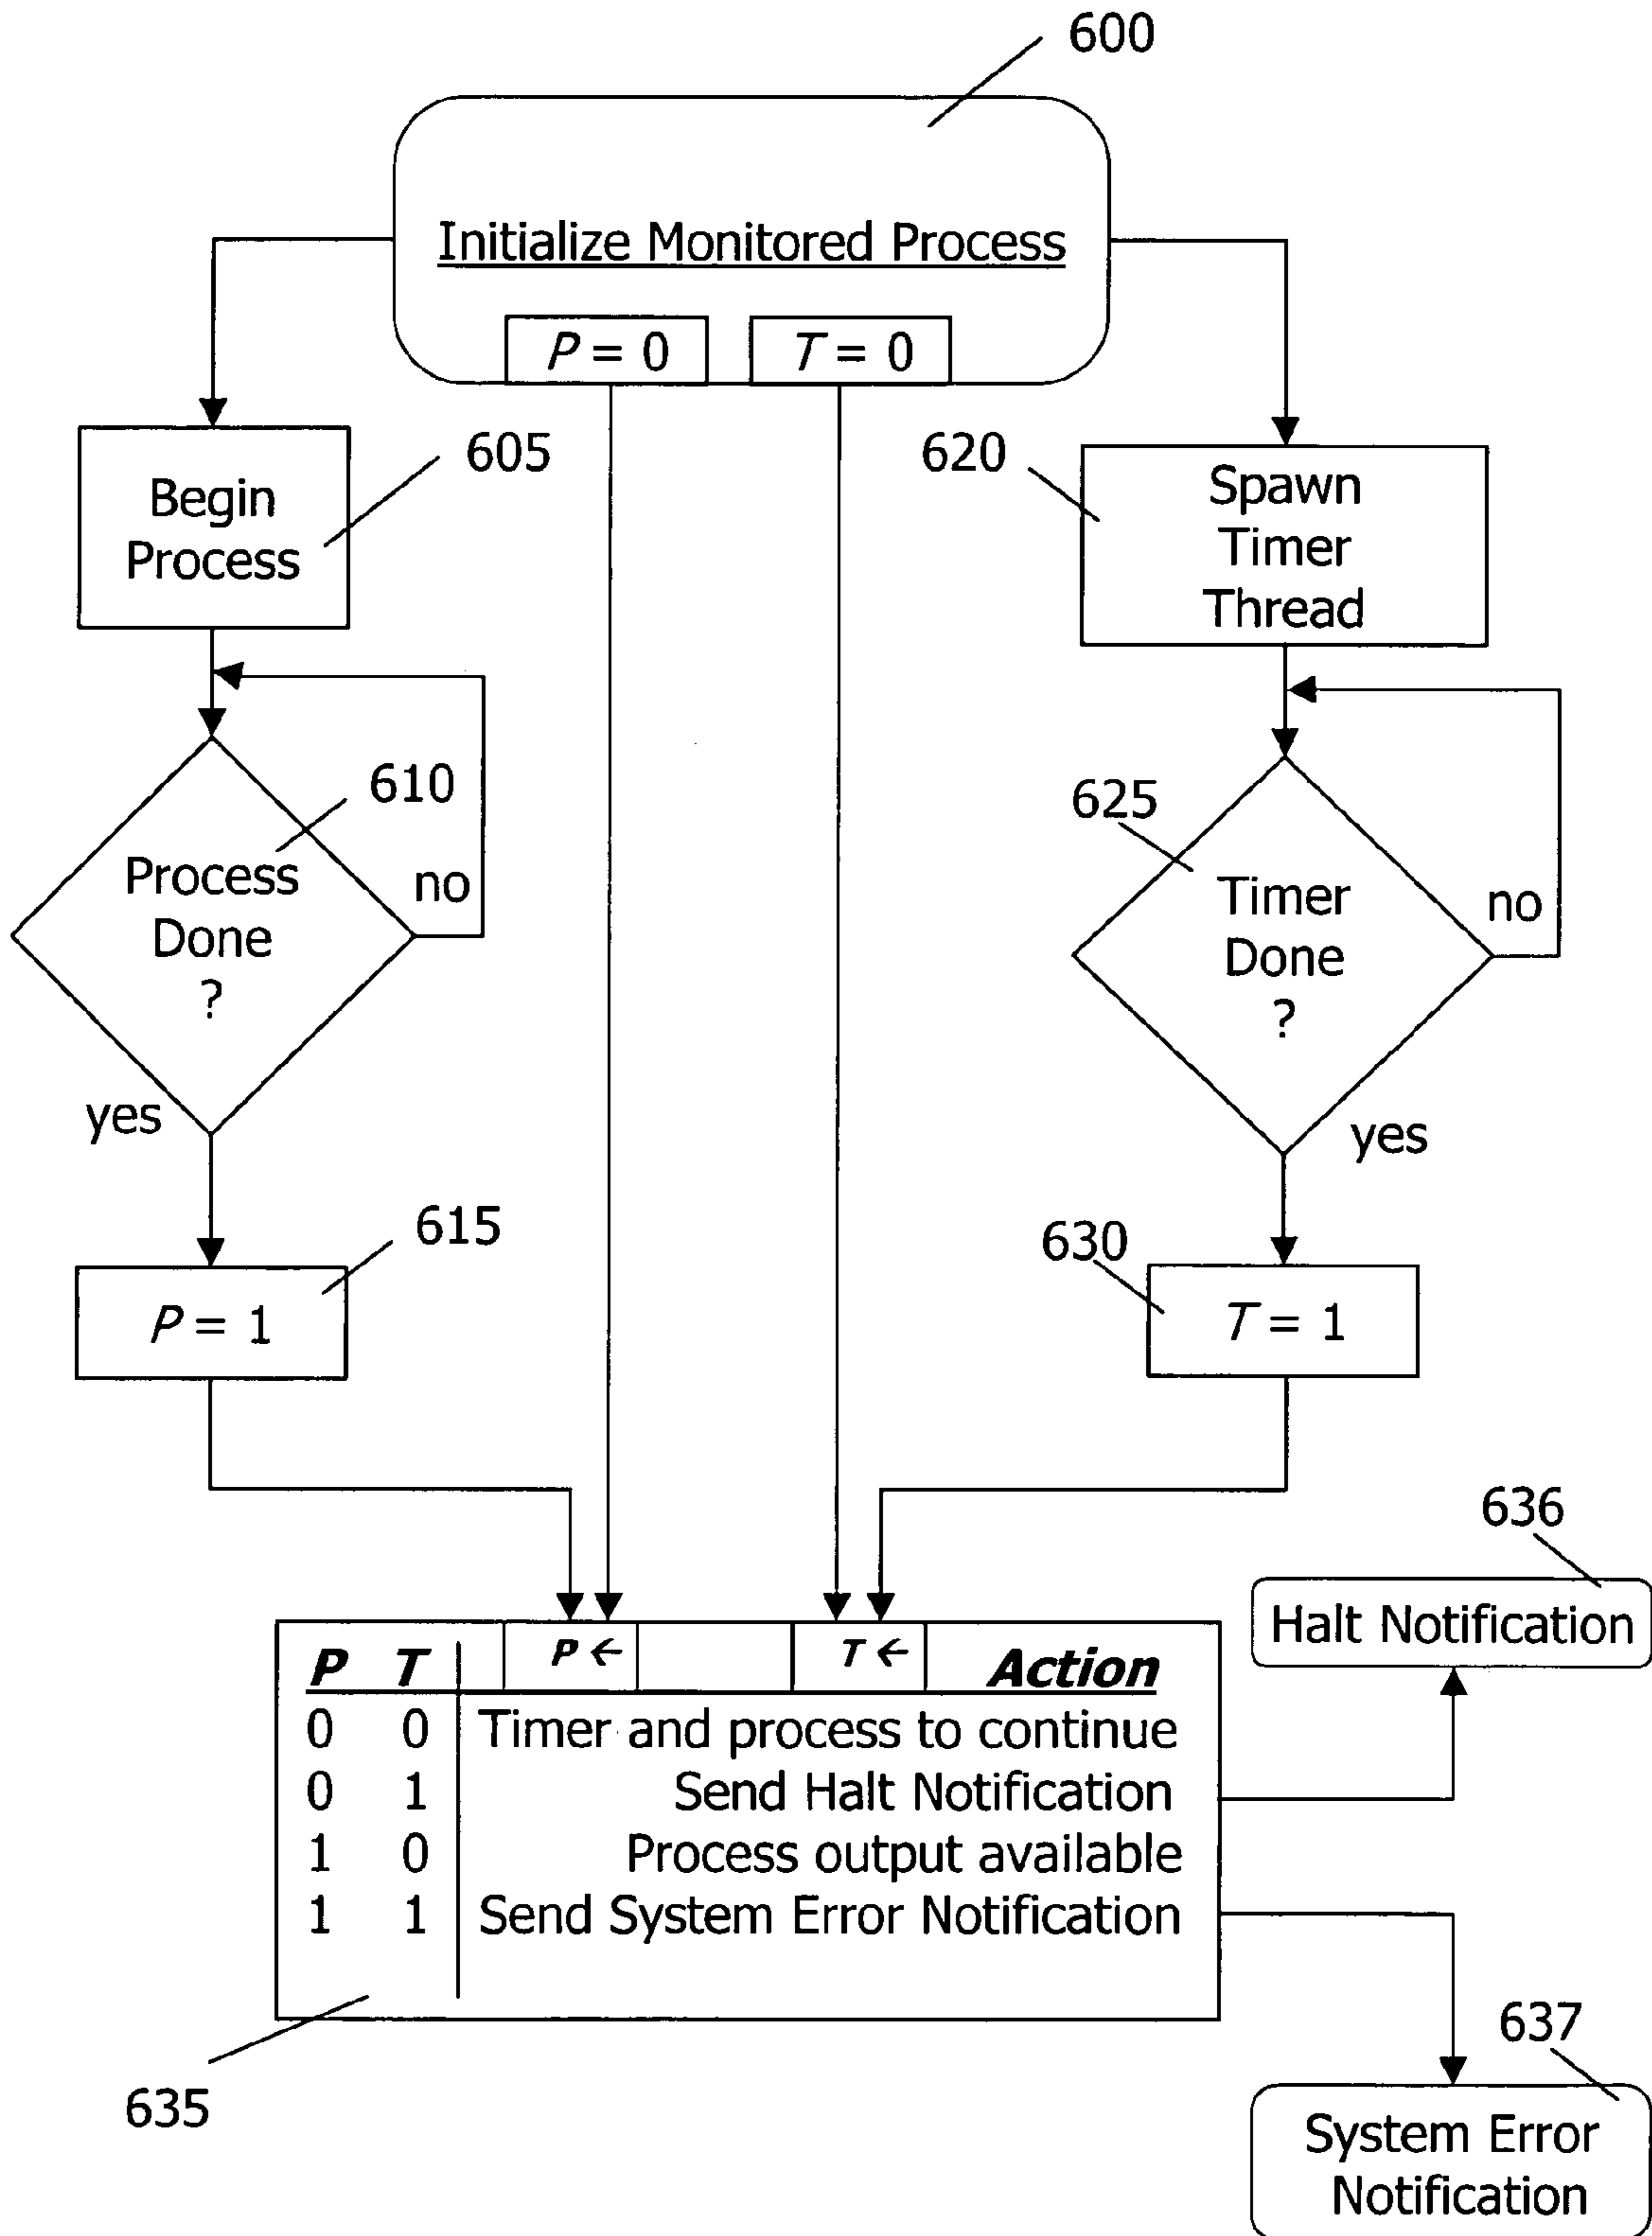 600
Initialize Monitored Process
P = 0 T = 0
605
Begin
Process
620
Spawn
Timer
Thread
610
Process
Done
?
no
yes
625
Timer
Done
?
no
yes
615
P = 1
630
T = 1
636
Halt Notification
P T P ← T ← Action
0 0 Timer and process to continue
0 1 Send Halt Notification
1 0 Process output available
1 1 Send System Error Notification
635
637
System Error
Notification